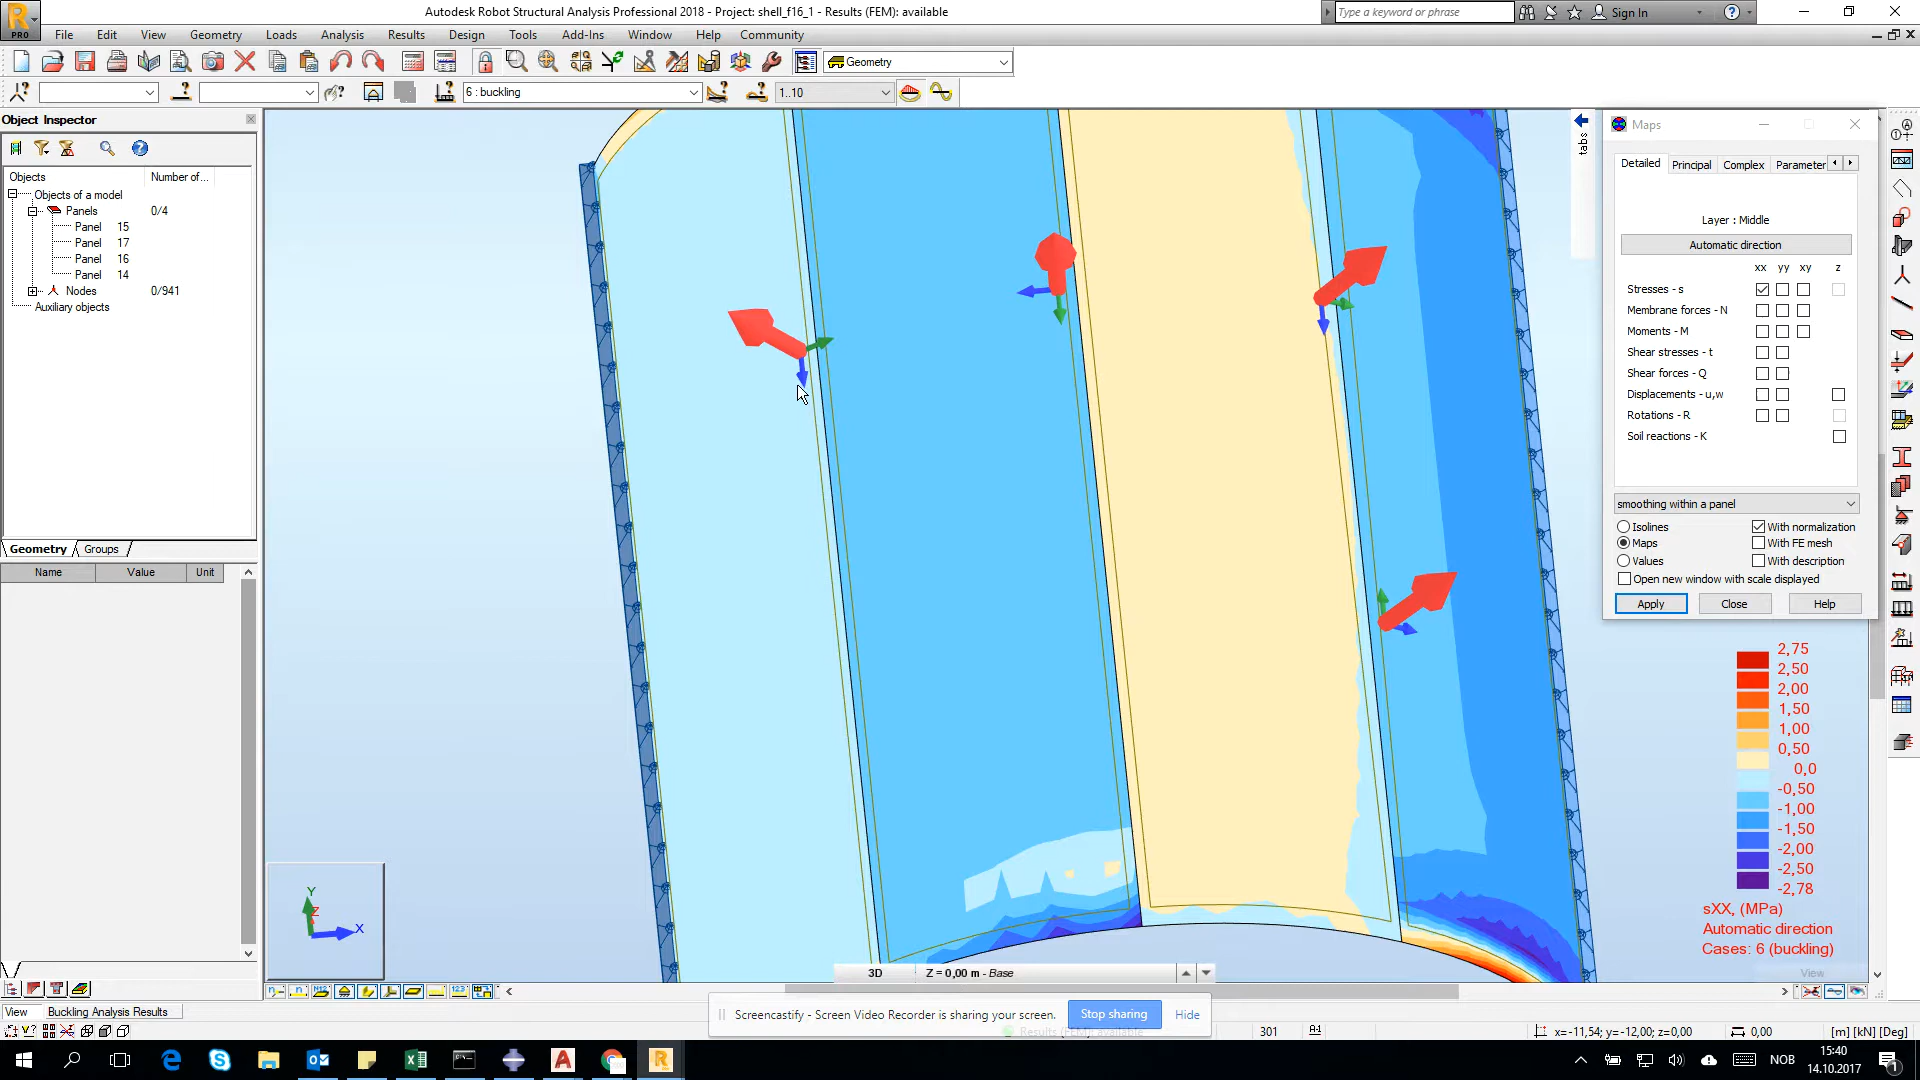 Autodesk Robot Structural Analysis Professional 2018 - Project: shell_f16_1 - Results (FEM): available
Type a keyword or phrase
Sign In
PRO
File Edit View Geometry Loads Analysis Results Design Tools Add-Ins Window Help Community
Geometry
6 : buckling
1..10
Object Inspector
Objects Number of...
Objects of a model
Panels 0/4
Panel 15
Panel 17
Panel 16
Panel 14
Nodes 0/941
Auxiliary objects
Geometry Groups
Name Value Unit
tabs
Maps
Detailed Principal Complex Parameter
Layer : Middle
Automatic direction
xx yy xy z
Stresses - s
Membrane forces - N
Moments - M
Shear stresses - t
Shear forces - Q
Displacements - u,w
Rotations - R
Soil reactions - K
smoothing within a panel
Isolines
With normalization
Maps
With FE mesh
Values
With description
Open new window with scale displayed
Apply Close Help
2,75
2,50
2,00
1,50
1,00
0,50
0,0
-0,50
-1,00
-1,50
-2,00
-2,50
-2,78
sXX, (MPa)
Automatic direction
Cases: 6 (buckling)
View
Y
Z
X
3D
Z = 0,00 m - Base
View Buckling Analysis Results
Screencastify - Screen Video Recorder is sharing your screen.
Stop sharing
Hide
Results (FEM): available
301
x=-11,54; y=-12,00; z=0,00
0,00
[m] [kN] [Deg]
NOB
15:40
14.10.2017